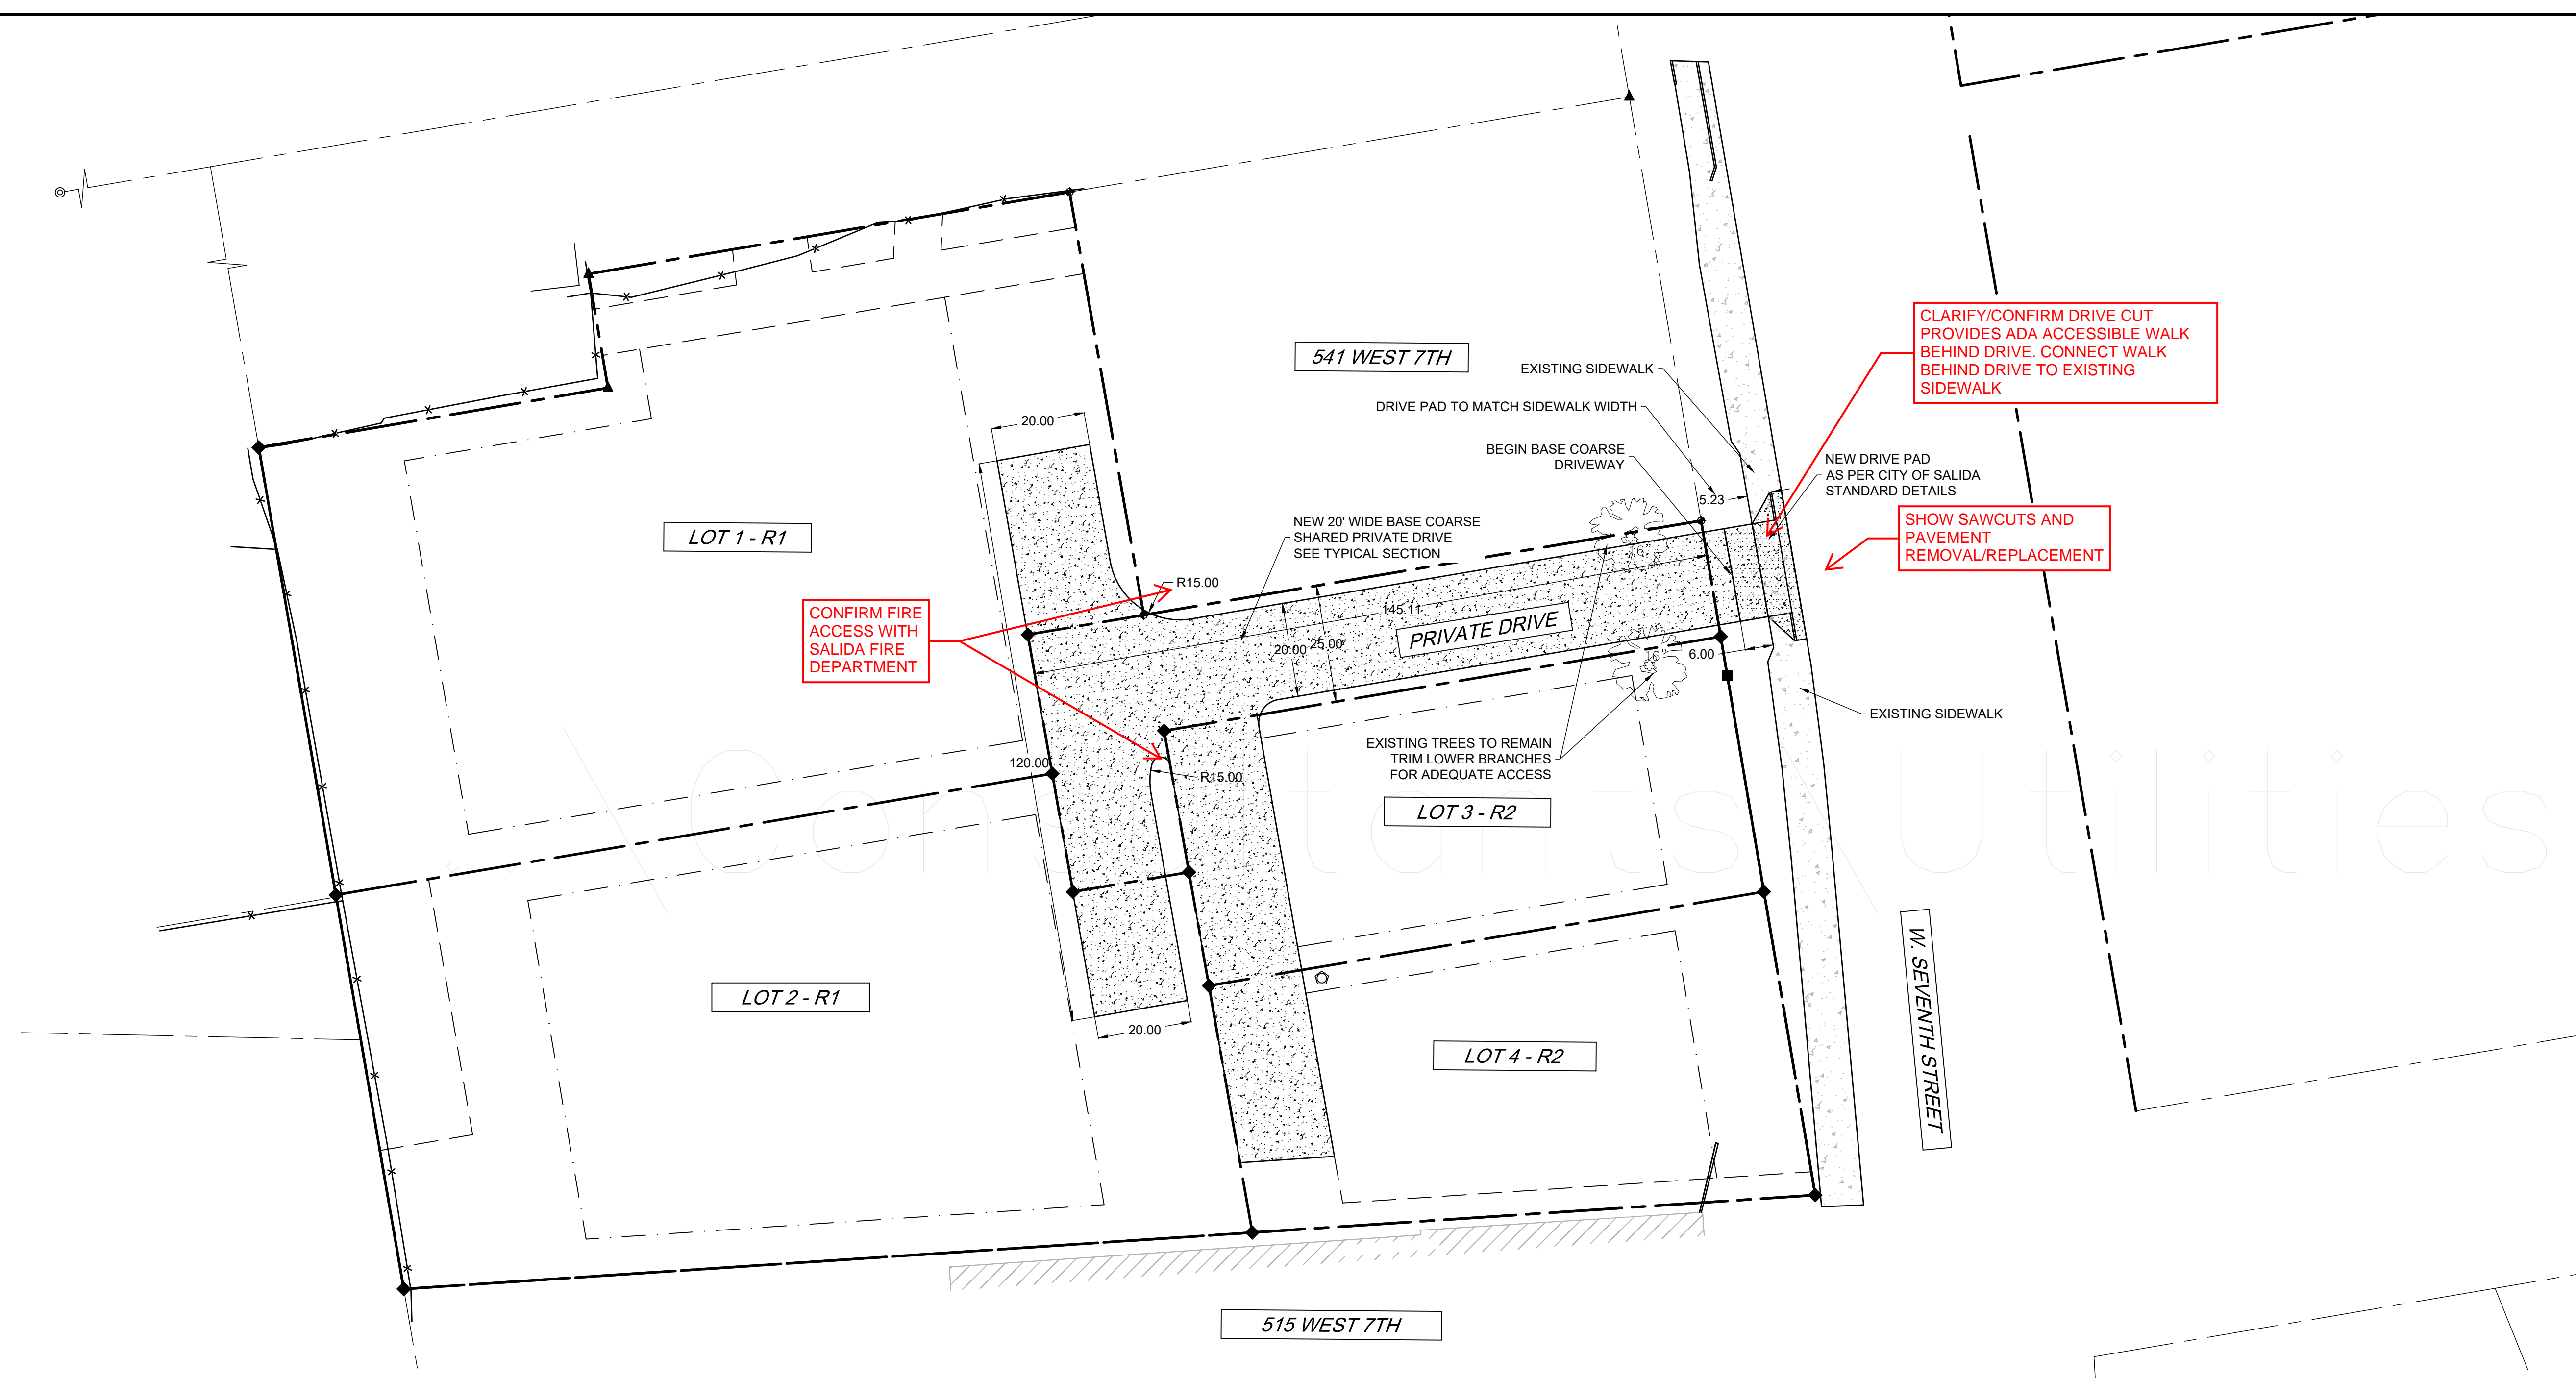 541 WEST 7TH
EXISTING SIDEWALK
DRIVE PAD TO MATCH SIDEWALK WIDTH
BEGIN BASE COARSE
DRIVEWAY
CLARIFY/CONFIRM DRIVE CUT
PROVIDES ADA ACCESSIBLE WALK
BEHIND DRIVE. CONNECT WALK
BEHIND DRIVE TO EXISTING
SIDEWALK
NEW DRIVE PAD
AS PER CITY OF SALIDA
STANDARD DETAILS
SHOW SAWCUTS AND
PAVEMENT
REMOVAL/REPLACEMENT
20.00
5.23
LOT 1 - R1
NEW 20' WIDE BASE COARSE
SHARED PRIVATE DRIVE
SEE TYPICAL SECTION
16"
R15.00
CONFIRM FIRE
ACCESS WITH
SALIDA FIRE
DEPARTMENT
145.11
PRIVATE DRIVE
20.00
25.00
16"
6.00
EXISTING SIDEWALK
EXISTING TREES TO REMAIN
TRIM LOWER BRANCHES
FOR ADEQUATE ACCESS
120.00
R15.00
LOT 3 - R2
LOT 2 - R1
20.00
LOT 4 - R2
W. SEVENTH STREET
515 WEST 7TH